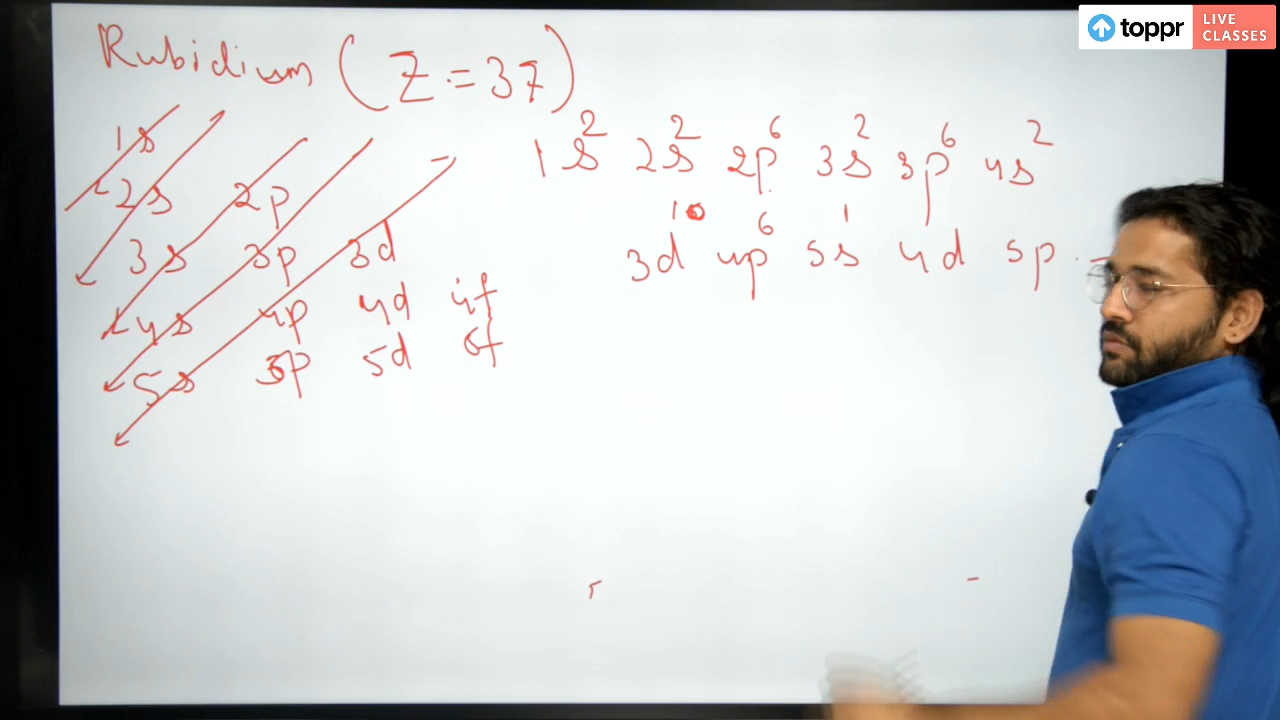 toppr LIVE CLASSES
Rubidium (Z = 37)
1s
2s 2p
3s 3p 3d
4s 4p 4d 4f
5s 5p 5d 5f
1s² 2s² 2p⁶ 3s² 3p⁶ 4s²
3d¹⁰ 4p⁶ 5s¹ 4d 5p